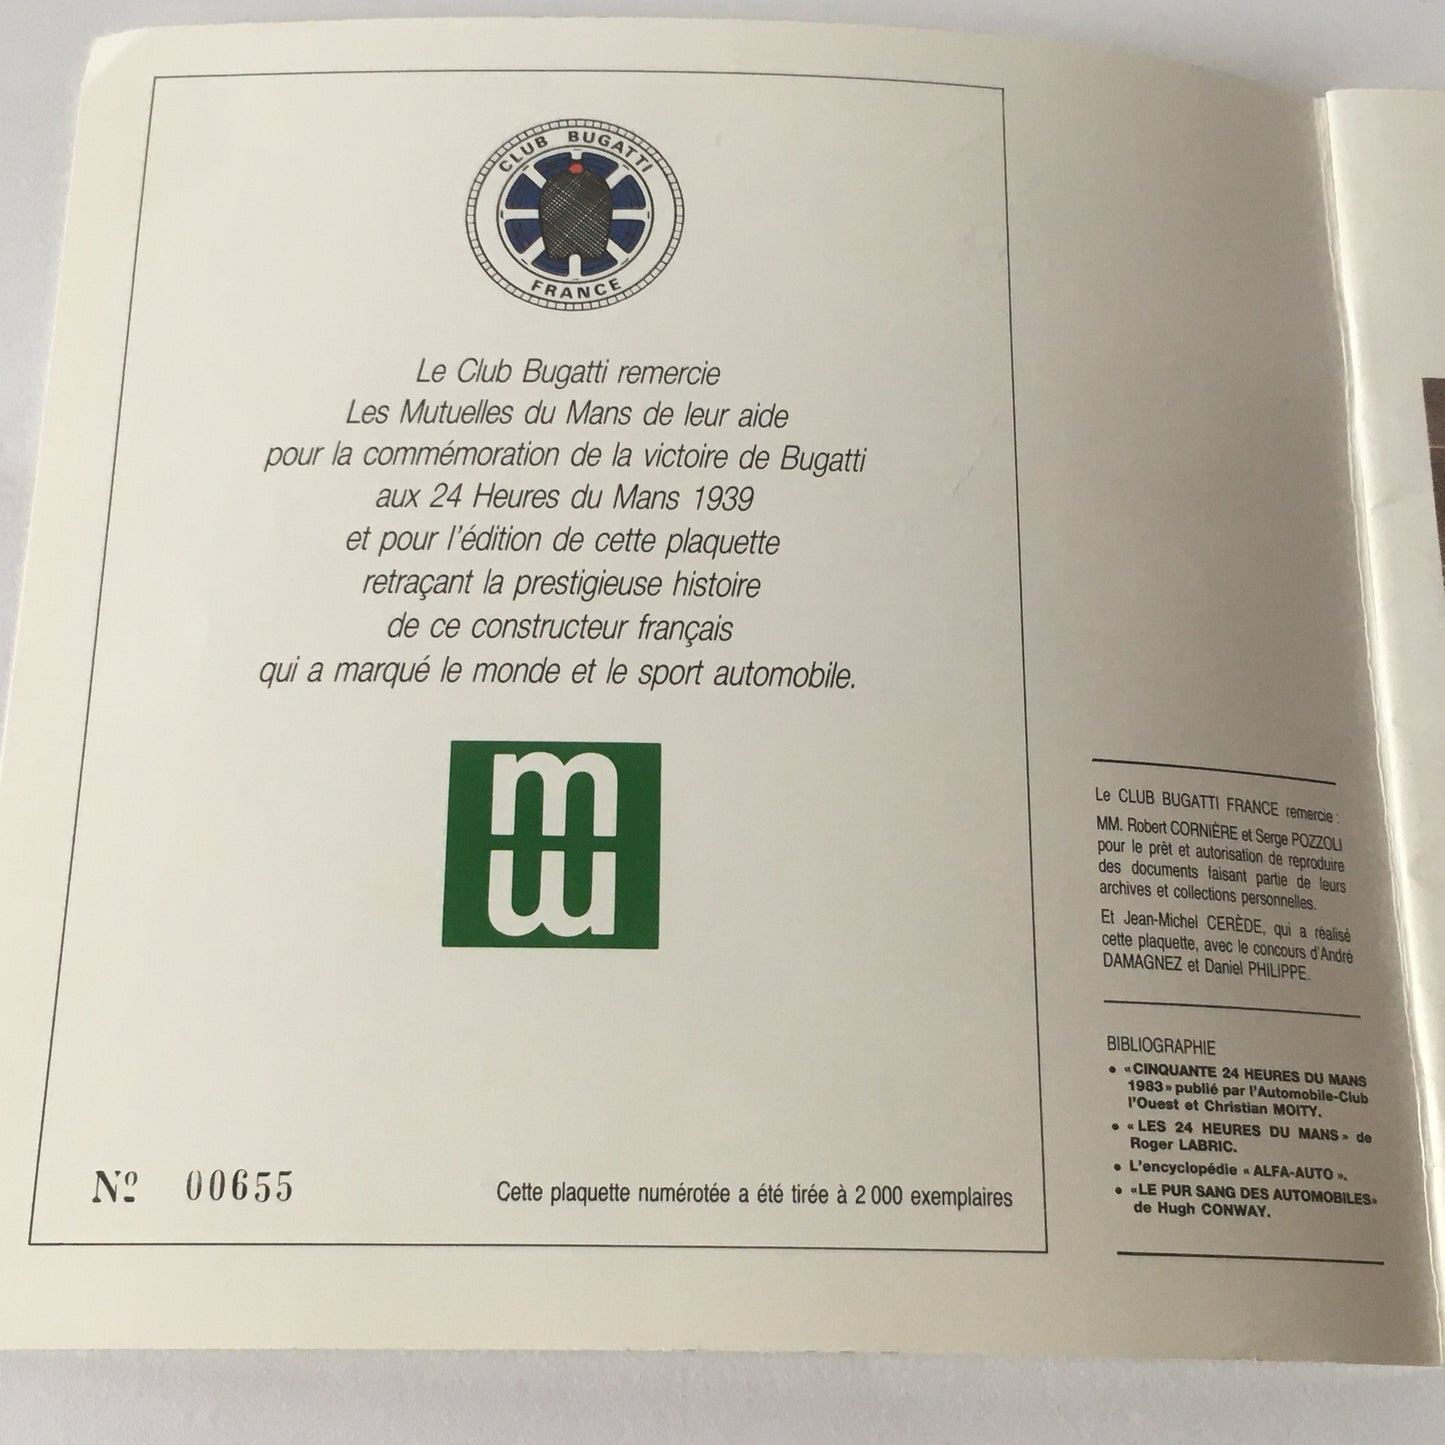 CLUB BUGATTI
FRANCE
Le Club Bugatti remercie
Les Mutuelles du Mans de leur aide
pour la commémoration de la victoire de Bugatti
aux 24 Heures du Mans 1939
et pour l'édition de cette plaquette
retraçant la prestigieuse histoire
de ce constructeur français
qui a marqué le monde et le sport automobile.
Nº 00655
Cette plaquette numérotée a été tirée à 2 000 exemplaires
Le CLUB BUGATTI FRANCE remercie :
MM. Robert CORNIÈRE et Serge POZZOLI
pour le prêt et autorisation de reproduire
des documents faisant partie de leurs
archives et collections personnelles.
Et Jean-Michel CERÈDE, qui a réalisé
cette plaquette, avec le concours d'André
DAMAGNEZ et Daniel PHILIPPE.
BIBLIOGRAPHIE
• «CINQUANTE 24 HEURES DU MANS
1983» publié par l'Automobile-Club
l'Ouest et Christian MOITY.
• «LES 24 HEURES DU MANS» de
Roger LABRIC.
• L'encyclopédie «ALFA-AUTO».
• «LE PUR SANG DES AUTOMOBILES»
de Hugh CONWAY.